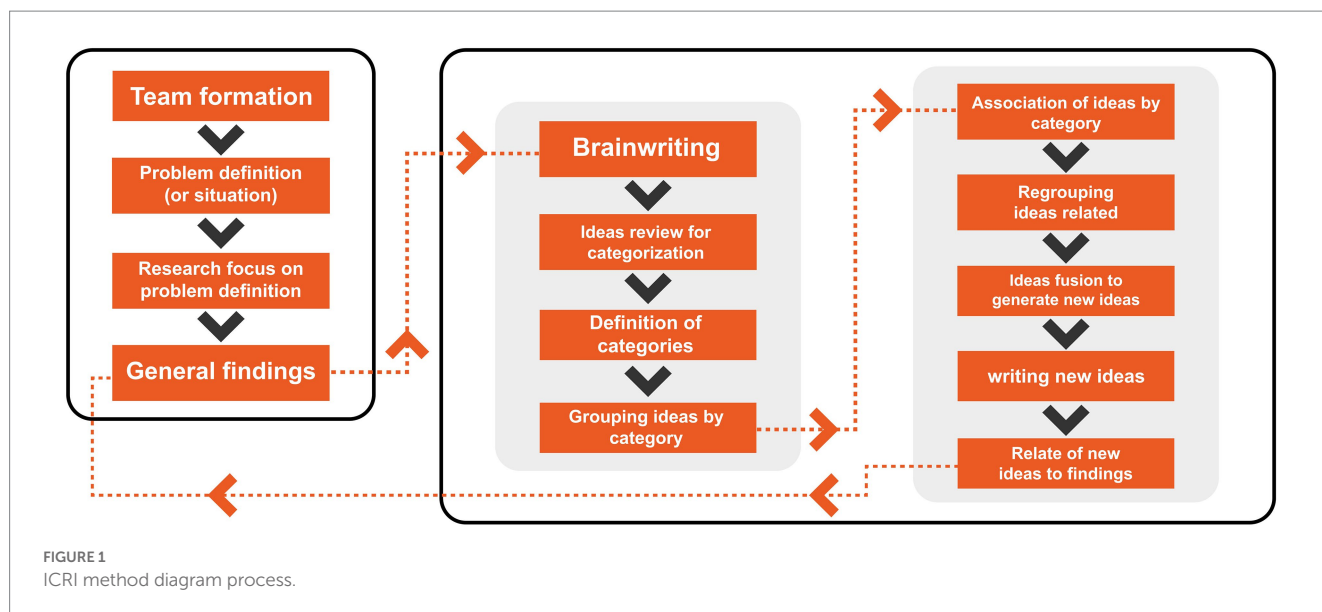 Team formation
Problem definition
(or situation)
Research focus on
problem definition
General findings
Brainwriting
Ideas review for
categorization
Definition of
categories
Grouping ideas by
category
Association of ideas by
category
Regrouping
ideas related
Ideas fusion to
generate new ideas
writing new ideas
Relate of new
ideas to findings
FIGURE 1
ICRI method diagram process.